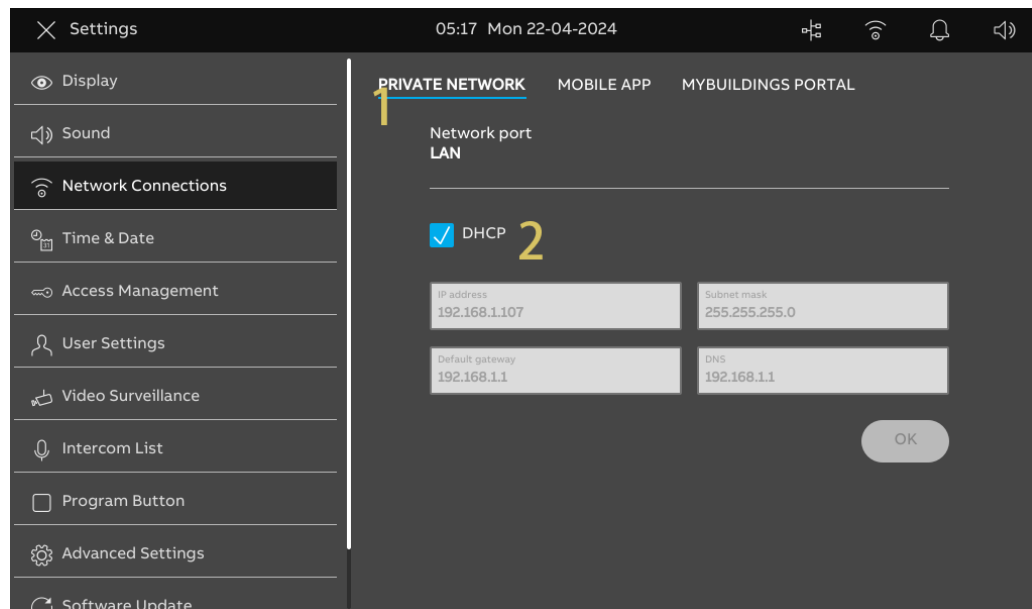 Settings
05:17 Mon 22-04-2024
Display
Sound
Network Connections
Time & Date
Access Management
User Settings
Video Surveillance
Intercom List
Program Button
Advanced Settings
Software Update
PRIVATE NETWORK MOBILE APP MYBUILDINGS PORTAL
1
Network port
LAN
DHCP 2
IP address
192.168.1.107
Subnet mask
255.255.255.0
Default gateway
192.168.1.1
DNS
192.168.1.1
OK